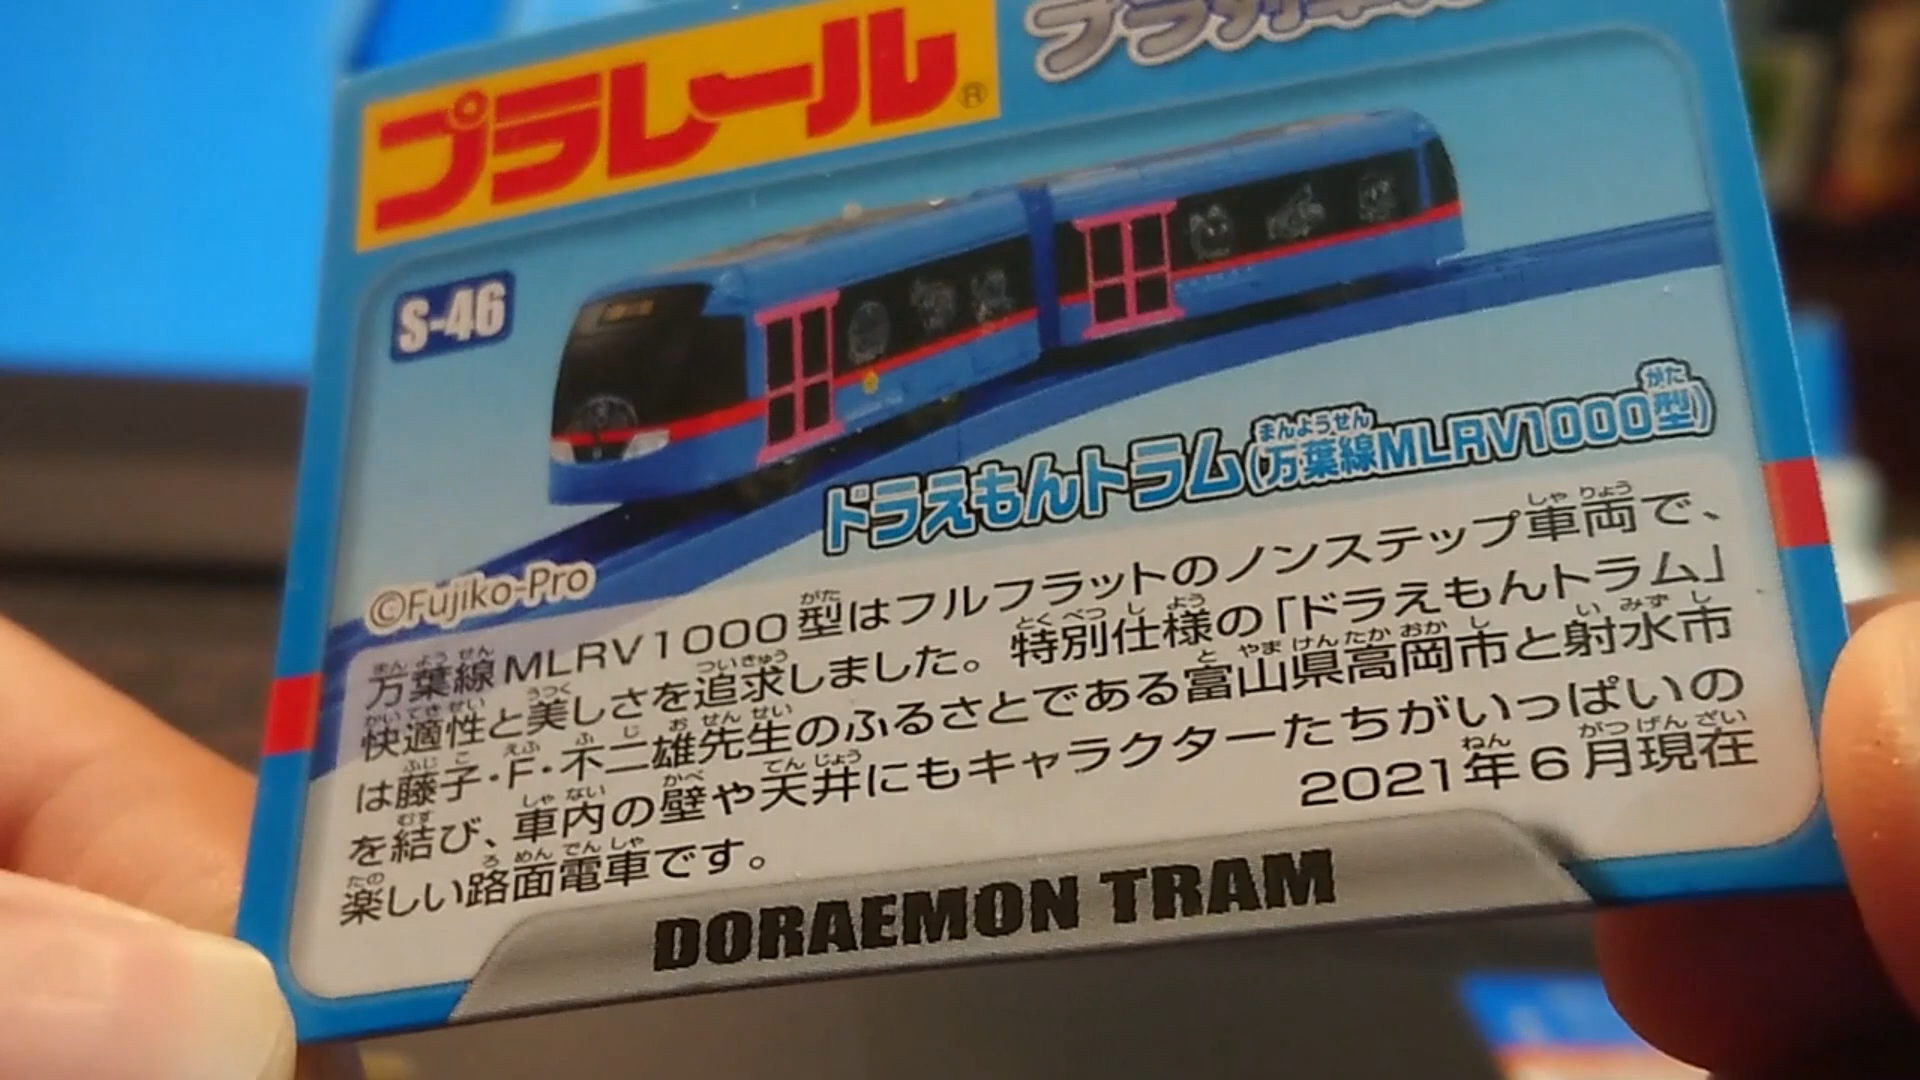 プラレール®
S-46
ドラえもんトラム(万葉線MLRV1000型)
©Fujiko-Pro
万葉線MLRV1000型はフルフラットのノンステップ車両で、
快適性と美しさを追求しました。特別仕様の「ドラえもんトラム」
は藤子・F・不二雄先生のふるさとである富山県高岡市と射水市
を結び、車内の壁や天井にもキャラクターたちがいっぱいの
楽しい路面電車です。
2021年6月現在
DORAEMON TRAM